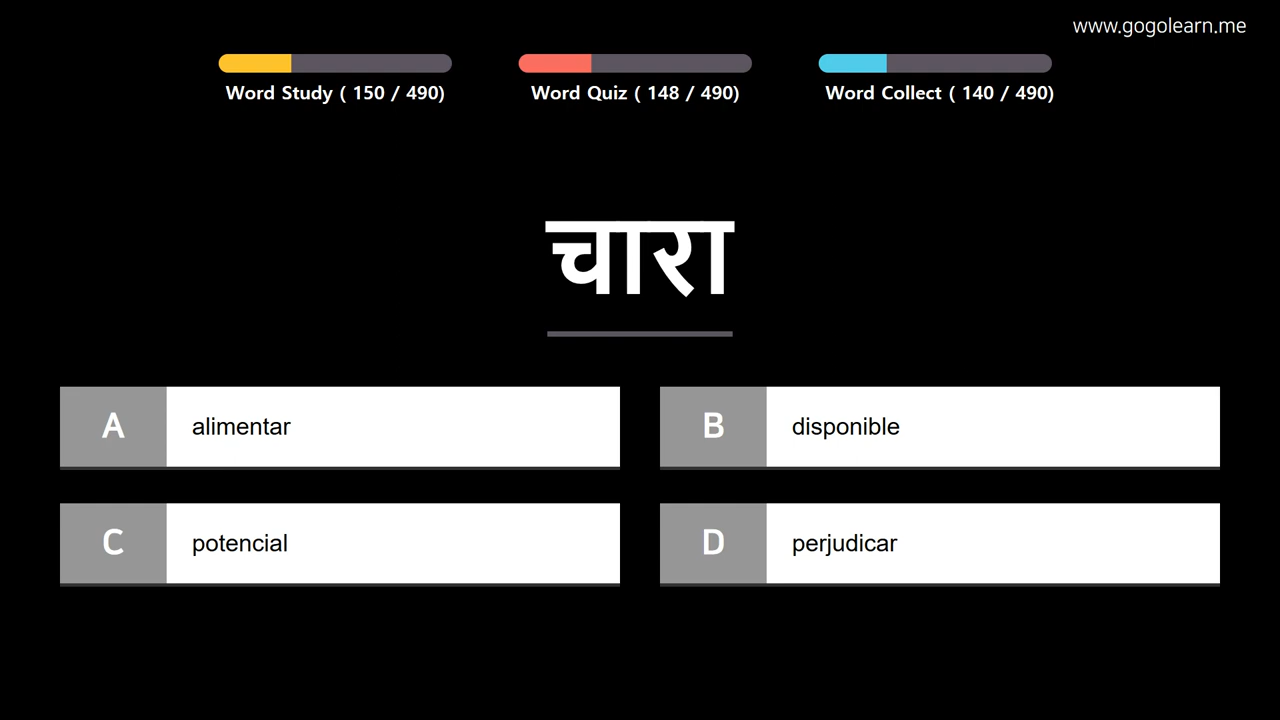 www.gogolearn.me
Word Study ( 150 / 490)
Word Quiz ( 148 / 490)
Word Collect ( 140 / 490)
चारा
A alimentar
B disponible
C potencial
D perjudicar